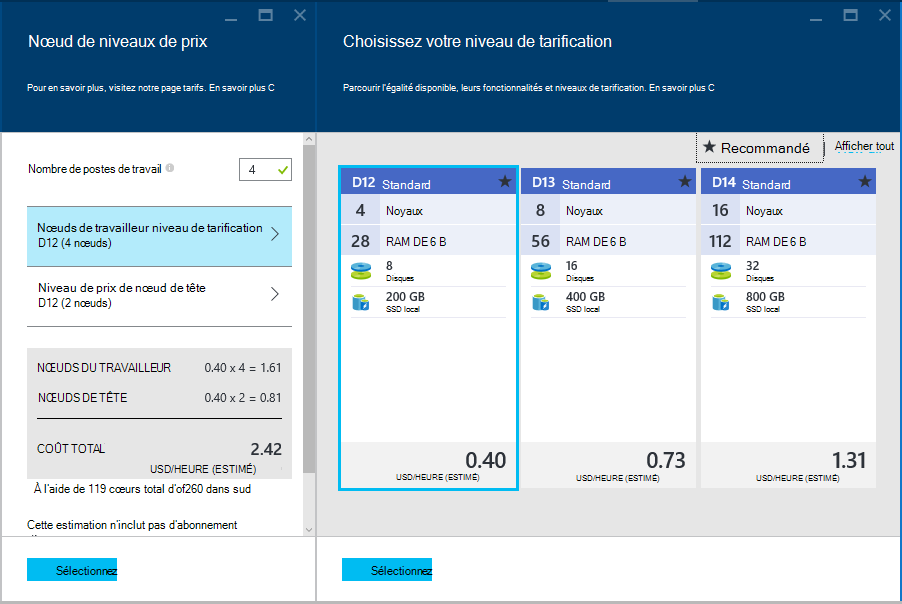 Nœud de niveaux de prix
Pour en savoir plus, visitez notre page tarifs. En savoir plus C
Nombre de postes de travail
4
Nœuds de travailleur niveau de tarification
D12 (4 nœuds)
Niveau de prix de nœud de tête
D12 (2 nœuds)
NŒUDS DU TRAVAILLEUR 0.40 x 4 = 1.61
NŒUDS DE TÊTE 0.40 x 2 = 0.81
COÛT TOTAL 2.42
USD/HEURE (ESTIMÉ)
À l'aide de 119 cœurs total d'of260 dans sud
Cette estimation n'inclut pas d'abonnement
Sélectionnez
Choisissez votre niveau de tarification
Parcourir l'égalité disponible, leurs fonctionnalités et niveaux de tarification. En savoir plus C
★ Recommandé
Afficher tout
D12 Standard
4 Noyaux
28 RAM DE 6 B
8
Disques
200 GB
SSD local
0.40
USD/HEURE (ESTIMÉ)
D13 Standard
8 Noyaux
56 RAM DE 6 B
16
Disques
400 GB
SSD local
0.73
USD/HEURE (ESTIMÉ)
D14 Standard
16 Noyaux
112 RAM DE 6 B
32
Disques
800 GB
SSD local
1.31
USD/HEURE (ESTIMÉ)
Sélectionnez